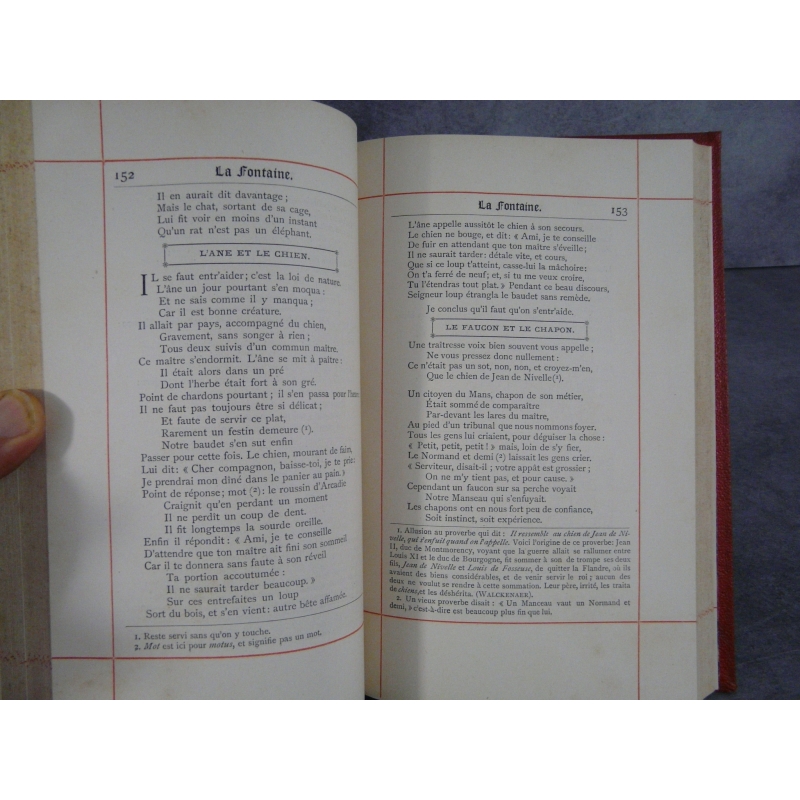 152
La Fontaine.
Il en aurait dit davantage ;
Mais le chat, sortant de sa cage,
Lui fit voir en moins d'un instant
Qu'un rat n'est pas un éléphant.
L'ANE ET LE CHIEN.
IL se faut entr'aider; c'est la loi de nature.
L'âne un jour pourtant s'en moqua :
Et ne sais comme il y manqua ;
Car il est bonne créature.
Il allait par pays, accompagné du chien,
Gravement, sans songer à rien ;
Tous deux suivis d'un commun maître.
Ce maître s'endormit. L'âne se mit à paître :
Il était alors dans un pré
Dont l'herbe était fort à son gré.
Point de chardons pourtant ; il s'en passa pour l'heure
Il ne faut pas toujours être si délicat ;
Et faute de servir ce plat,
Rarement un festin demeure (1).
Notre baudet s'en sut enfin
Passer pour cette fois. Le chien, mourant de faim,
Lui dit : « Cher compagnon, baisse-toi, je te prie :
Je prendrai mon dîné dans le panier au pain. »
Point de réponse; mot (2) : le roussin d'Arcadie
Craignit qu'en perdant un moment
Il ne perdît un coup de dent.
Il fit longtemps la sourde oreille.
Enfin il répondit : « Ami, je te conseille
D'attendre que ton maître ait fini son sommeil
Car il te donnera sans faute à son réveil
Ta portion accoutumée :
Il ne saurait tarder beaucoup. »
Sur ces entrefaites un loup
Sort du bois, et s'en vient : autre bête affamée.
1. Reste servi sans qu'on y touche.
2. Mot est ici pour motus, et signifie pas un mot.
La Fontaine.
153
L'âne appelle aussitôt le chien à son secours.
Le chien ne bouge, et dit: « Ami, je te conseille
De fuir en attendant que ton maître s'éveille;
Il ne saurait tarder: détale vite, et cours,
Que si ce loup t'atteint, casse-lui la mâchoire:
On t'a ferré de neuf; et, si tu me veux croire,
Tu l'étendras tout plat. » Pendant ce beau discours,
Seigneur loup étrangla le baudet sans remède.
Je conclus qu'il faut qu'on s'entr'aide.
LE FAUCON ET LE CHAPON.
Une traîtresse voix bien souvent vous appelle ;
Ne vous pressez donc nullement :
Ce n'était pas un sot, non, non, et croyez-m'en,
Que le chien de Jean de Nivelle(1).
Un citoyen du Mans, chapon de son métier,
Était sommé de comparaître
Par-devant les lares du maître,
Au pied d'un tribunal que nous nommons foyer.
Tous les gens lui criaient, pour déguiser la chose :
« Petit, petit, petit ! » mais, loin de s'y fier,
Le Normand et demi (2) laissait les gens crier.
« Serviteur, disait-il ; votre appât est grossier ;
On ne m'y tient pas, et pour cause. »
Cependant un faucon sur sa perche voyait
Notre Manseau qui s'enfuyait.
Les chapons ont en nous fort peu de confiance,
Soit instinct, soit expérience.
1. Allusion au proverbe qui dit : Il ressemble au chien de Jean de Ni-
velle, qui s'enfuit quand on l'appelle. Voici l'origine de ce proverbe: Jean
II, duc de Montmorency, voyant que la guerre allait se rallumer entre
Louis XI et le duc de Bourgogne, fit sommer à son de trompe ses deux
fils, Jean de Nivelle et Louis de Fosseuse, de quitter la Flandre, où ils
avaient des biens considérables, et de venir servir le roi ; aucun des
deux ne voulut se rendre à cette sommation. Leur père, irrité, les traita
de chiens, et les déshérita. (WALCKENAER.)
2. Un vieux proverbe disait : « Un Manceau vaut un Normand et
demi, » c'est-à-dire est beaucoup plus fin que lui.